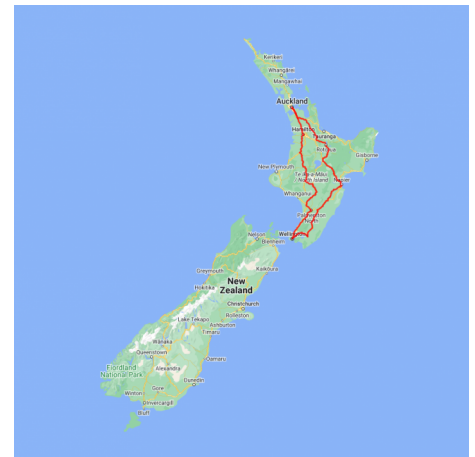 Kerikeri
Whangārei
Mangawhai
Auckland
Hamilton
Tauranga
Rotorua
Gisborne
New Plymouth
Te Ika-a-Māui
North Island
Napier
Whanganui
Palmerston
North
Wellington
Nelson
Blenheim
Greymouth
Kaikōura
Hokitika
New
Zealand
Christchurch
Lake Tekapo
Rolleston
Ashburton
Timaru
Wānaka
Queenstown
Oamaru
Fiordland
National Park
Alexandra
Dunedin
Gore
Winton
Invercargill
Bluff